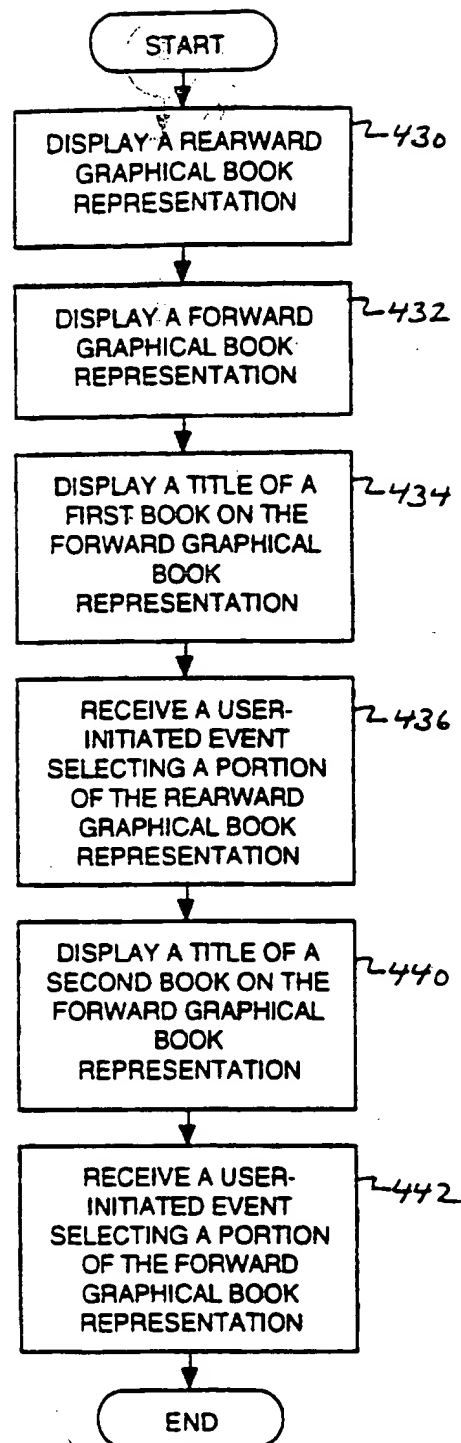 START
DISPLAY A REARWARD
GRAPHICAL BOOK
REPRESENTATION
430
DISPLAY A FORWARD
GRAPHICAL BOOK
REPRESENTATION
432
DISPLAY A TITLE OF A
FIRST BOOK ON THE
FORWARD GRAPHICAL
BOOK
REPRESENTATION
434
RECEIVE A USER-
INITIATED EVENT
SELECTING A PORTION
OF THE REARWARD
GRAPHICAL BOOK
REPRESENTATION
436
DISPLAY A TITLE OF A
SECOND BOOK ON THE
FORWARD GRAPHICAL
BOOK
REPRESENTATION
440
RECEIVE A USER-
INITIATED EVENT
SELECTING A PORTION
OF THE FORWARD
GRAPHICAL BOOK
REPRESENTATION
442
END